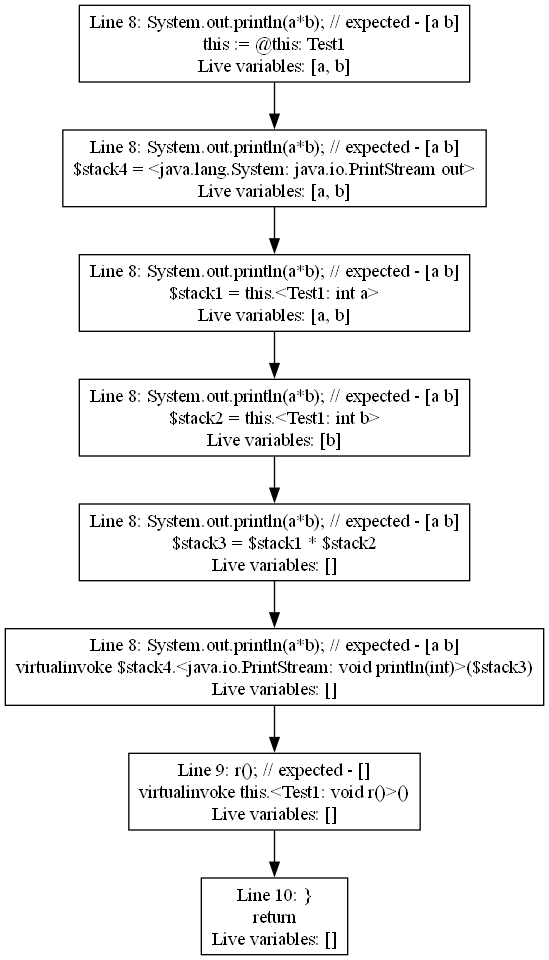 Line 8: System.out.println(a*b); // expected - [a b]
this := @this: Test1
Live variables: [a, b]
Line 8: System.out.println(a*b); // expected - [a b]
$stack4 = <java.lang.System: java.io.PrintStream out>
Live variables: [a, b]
Line 8: System.out.println(a*b); // expected - [a b]
$stack1 = this.<Test1: int a>
Live variables: [a, b]
Line 8: System.out.println(a*b); // expected - [a b]
$stack2 = this.<Test1: int b>
Live variables: [b]
Line 8: System.out.println(a*b); // expected - [a b]
$stack3 = $stack1 * $stack2
Live variables: []
Line 8: System.out.println(a*b); // expected - [a b]
virtualinvoke $stack4.<java.io.PrintStream: void println(int)>($stack3)
Live variables: []
Line 9: r(); // expected - []
virtualinvoke this.<Test1: void r()>()
Live variables: []
Line 10: }
return
Live variables: []